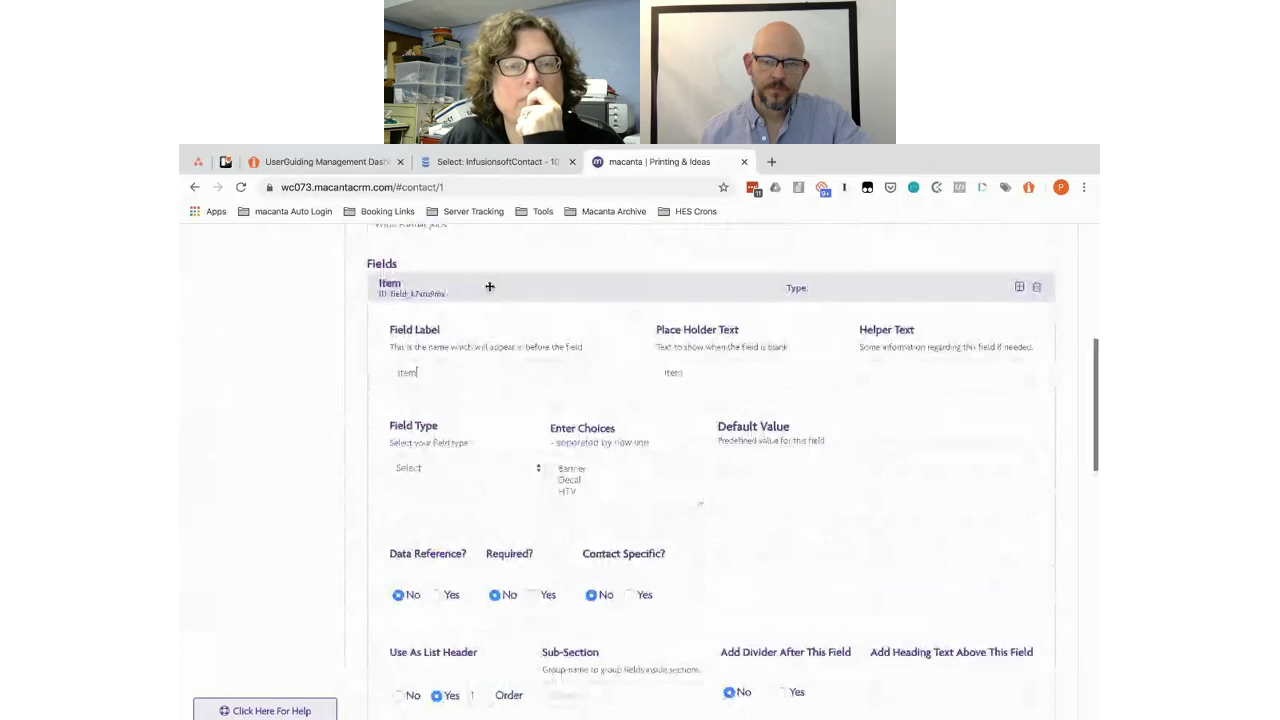 UserGuiding Management Dash
Select: InfusionsoftContact - 10
macanta | Printing & Ideas
wc073.macantacrm.com/#contact/1
Apps
macanta Auto Login
Booking Links
Server Tracking
Tools
Macanta Archive
HES Crons
Fields
Item
Type:
Field Label
Place Holder Text
Helper Text
This is the name which will appear in before the field
Text to show when the field is blank
Some information regarding this field if needed.
Item
Item
Field Type
Enter Choices
Default Value
Select your field type
- seperated by new line
Predefined value for this field
Select
Banner
Decal
HTV
Data Reference?
Required?
Contact Specific?
No
Yes
No
Yes
No
Yes
Use As List Header
Sub-Section
Add Divider After This Field
Add Heading Text Above This Field
Group name to group fields inside section.
No
Yes
1
Order
No
Yes
Click Here For Help